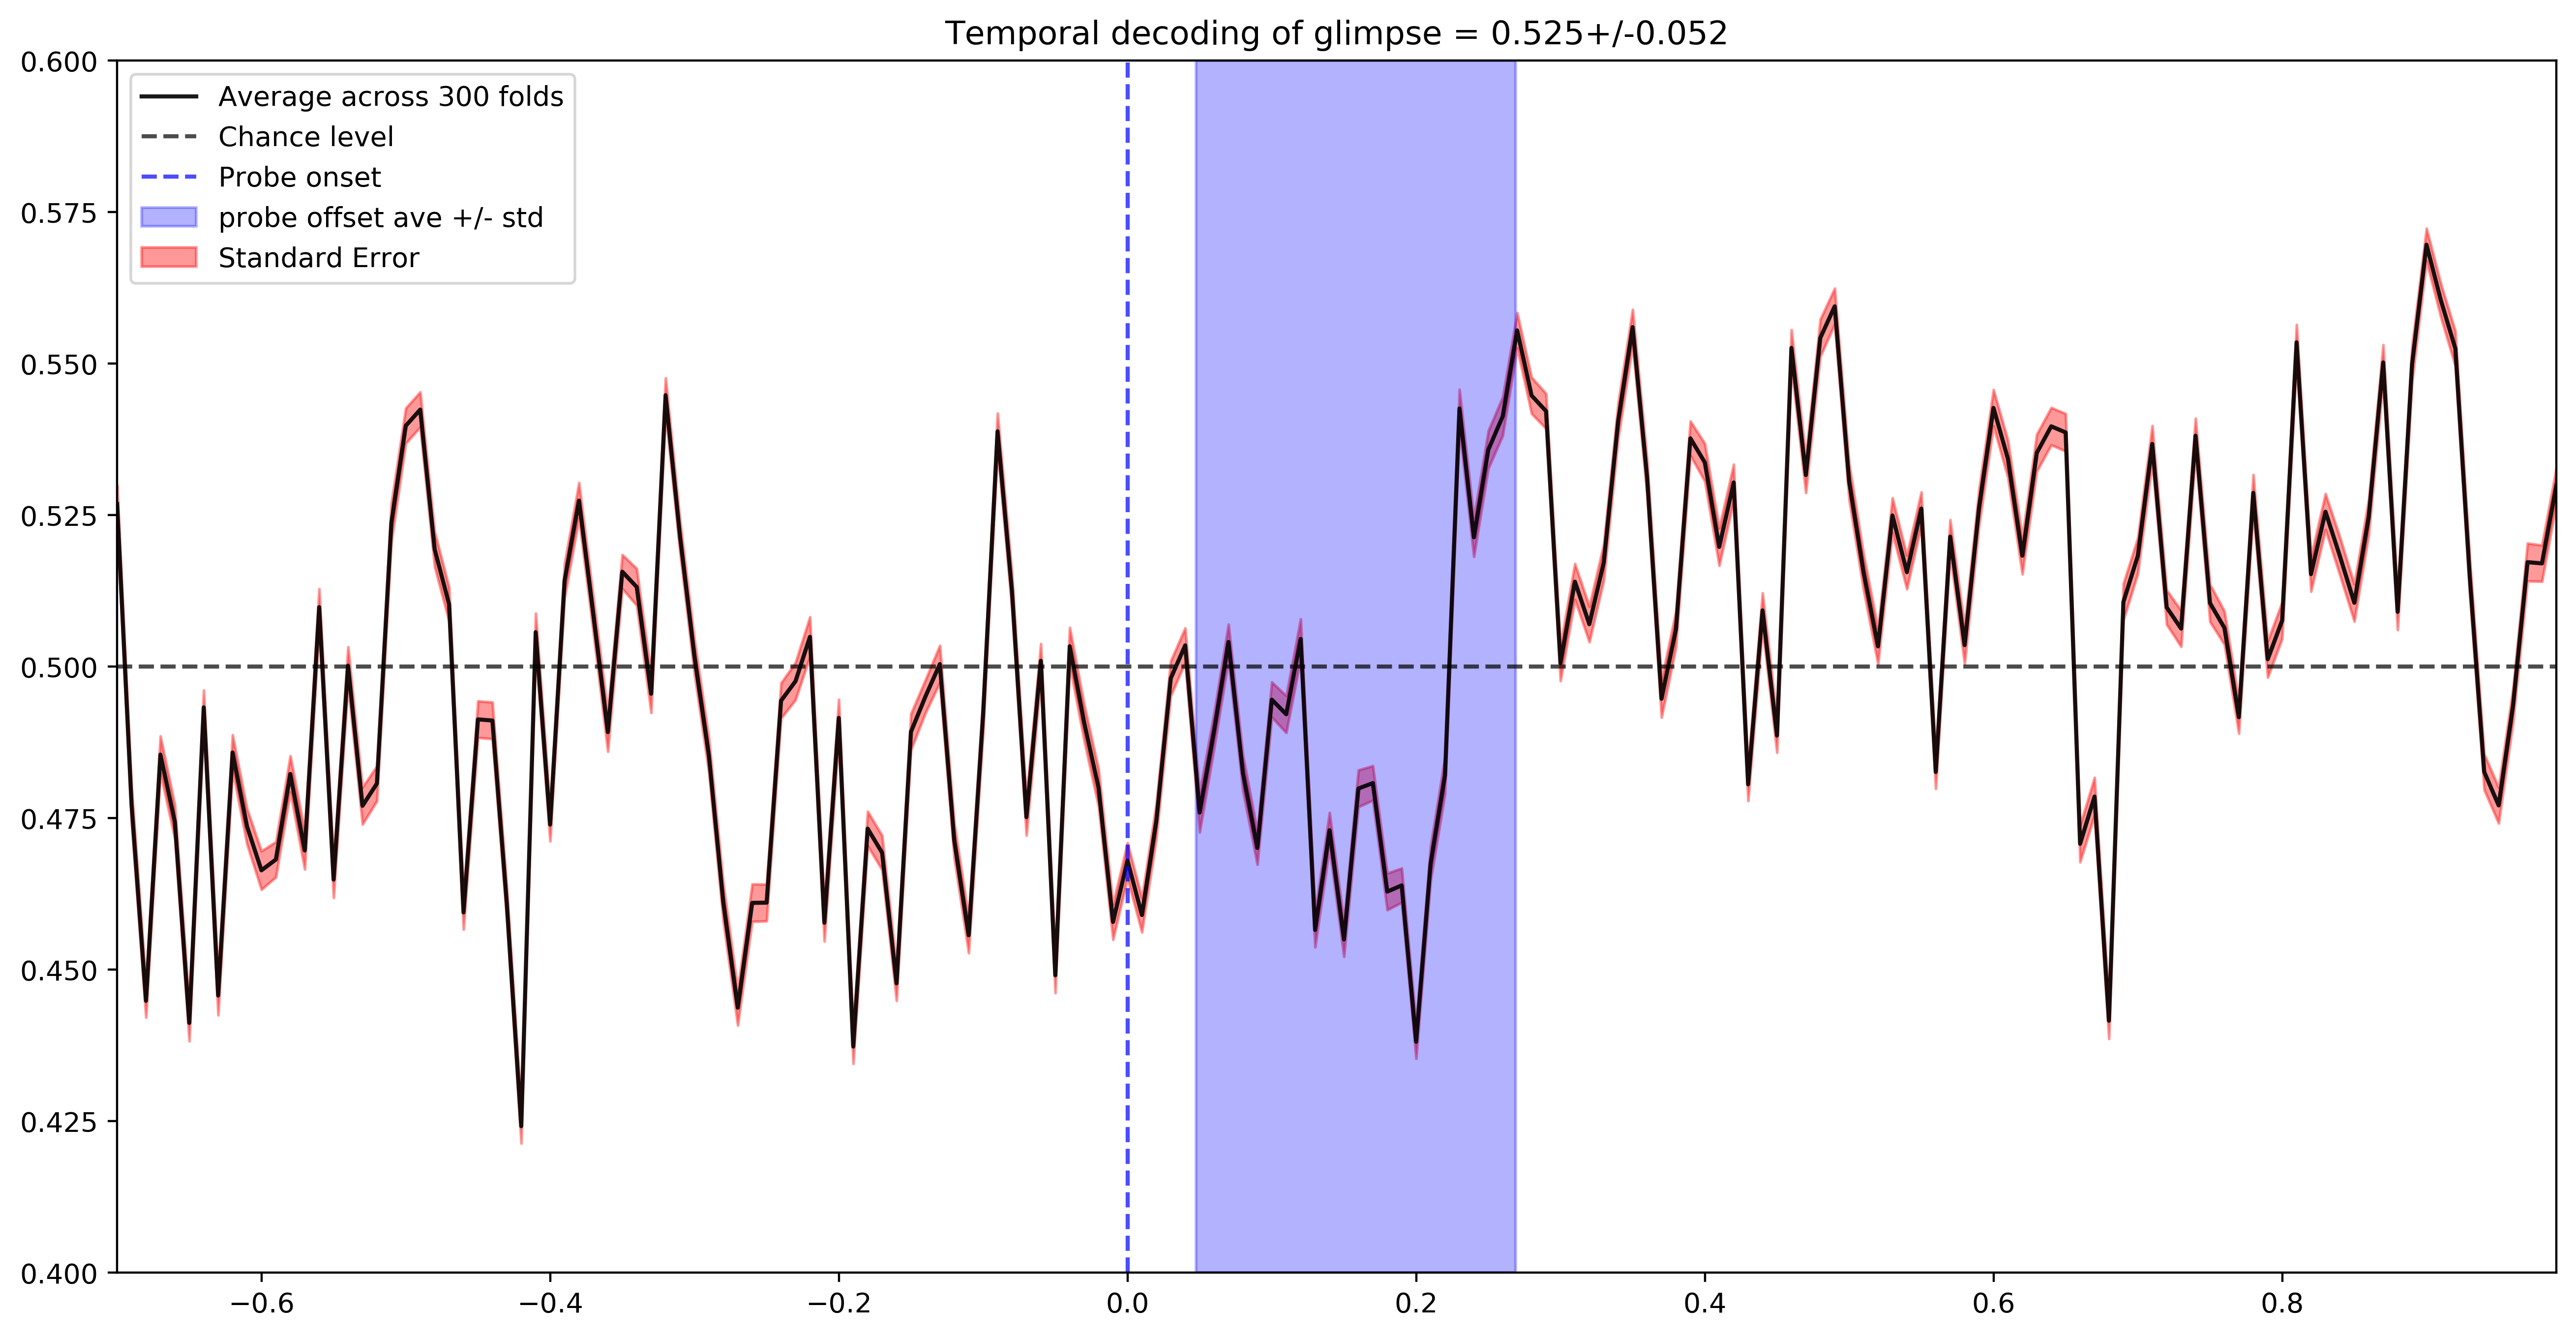 Temporal decoding of glimpse = 0.525+/-0.052
0.600
0.575
0.550
0.525
0.500
0.475
0.450
0.425
0.400
Average across 300 folds
Chance level
Probe onset
probe offset ave +/- std
Standard Error
−0.6 −0.4 −0.2 0.0 0.2 0.4 0.6 0.8